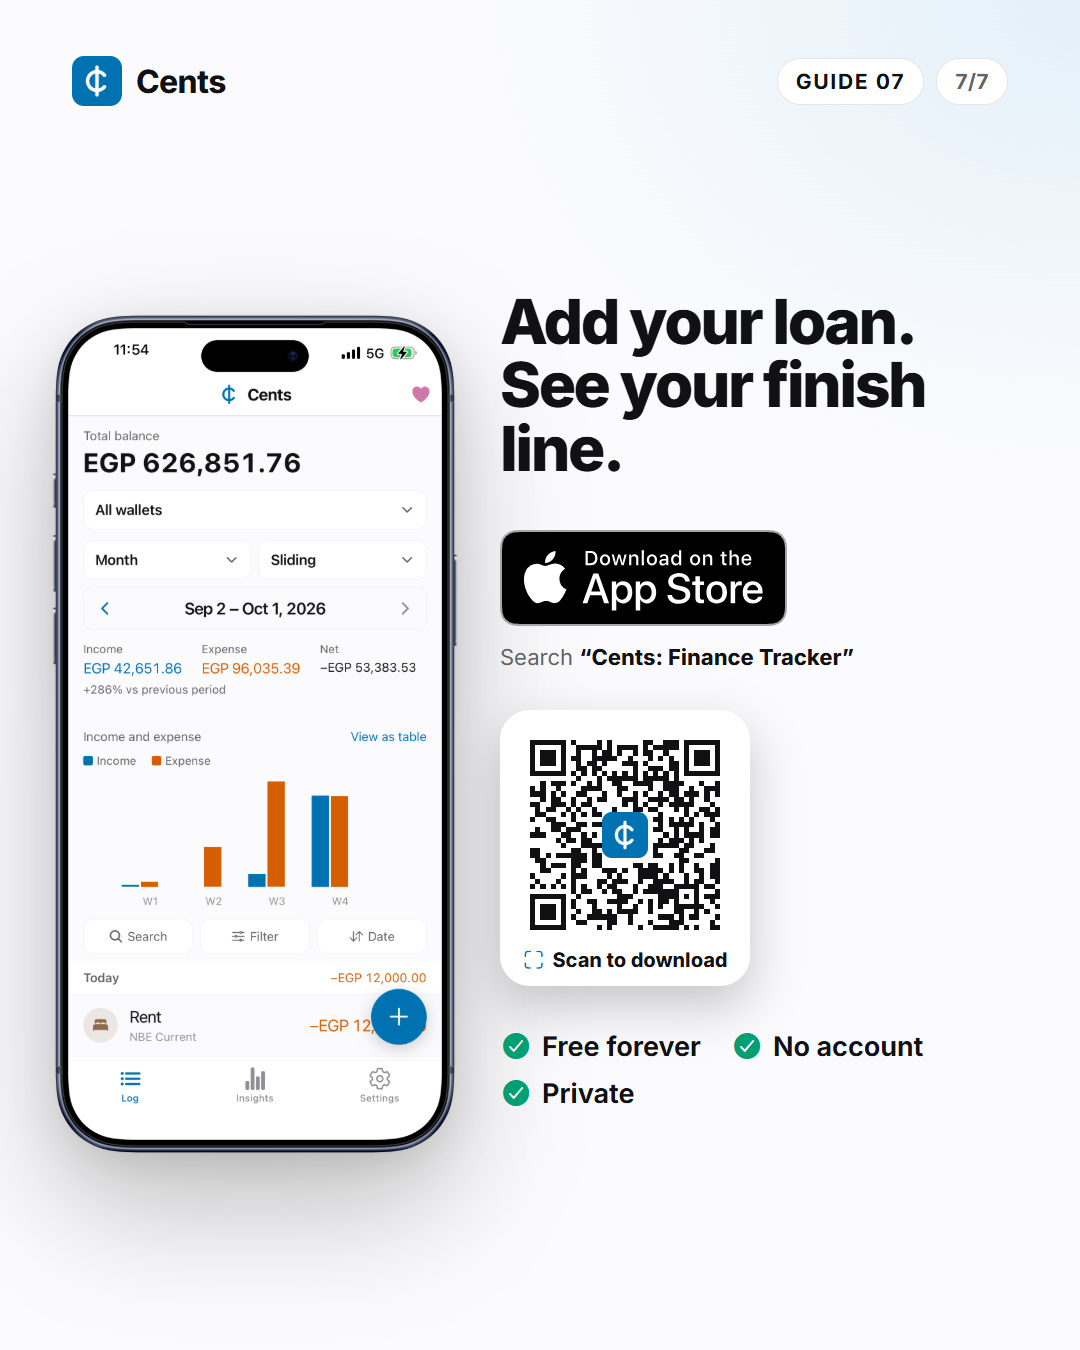 Cents
GUIDE 07
7/7
Add your loan.
See your finish
line.
Download on the
App Store
Search “Cents: Finance Tracker”
Scan to download
Free forever
No account
Private
11:54
5G
Cents
Total balance
EGP 626,851.76
All wallets
Month
Sliding
Sep 2 – Oct 1, 2026
Income
Expense
Net
EGP 42,651.86
EGP 96,035.39
−EGP 53,383.53
+286% vs previous period
Income and expense
View as table
Income
Expense
W1
W2
W3
W4
Search
Filter
Date
Today
−EGP 12,000.00
Rent
−EGP 12,
NBE Current
Log
Insights
Settings